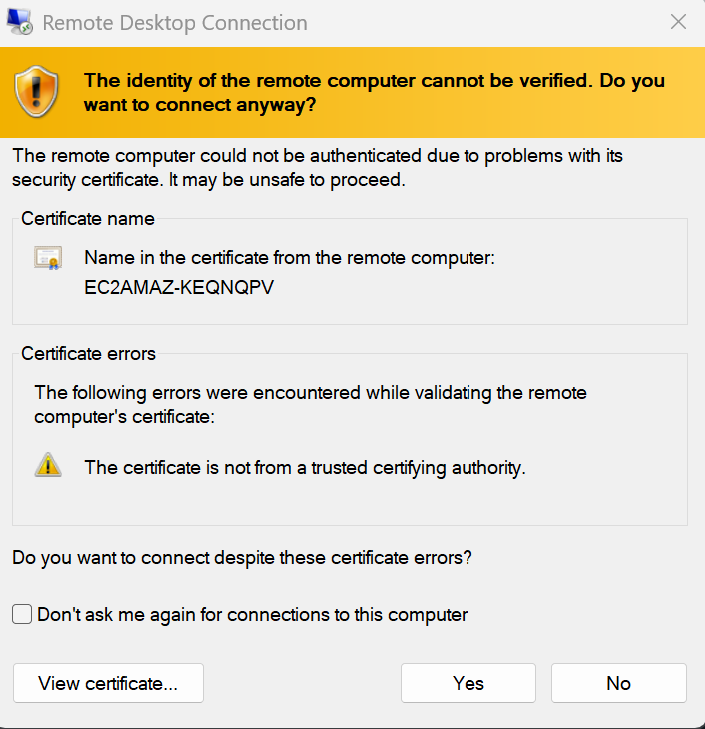 Remote Desktop Connection
The identity of the remote computer cannot be verified. Do you
want to connect anyway?
The remote computer could not be authenticated due to problems with its
security certificate. It may be unsafe to proceed.
Certificate name
Name in the certificate from the remote computer:
EC2AMAZ-KEQNQPV
Certificate errors
The following errors were encountered while validating the remote
computer's certificate:
The certificate is not from a trusted certifying authority.
Do you want to connect despite these certificate errors?
Don't ask me again for connections to this computer
View certificate...
Yes
No